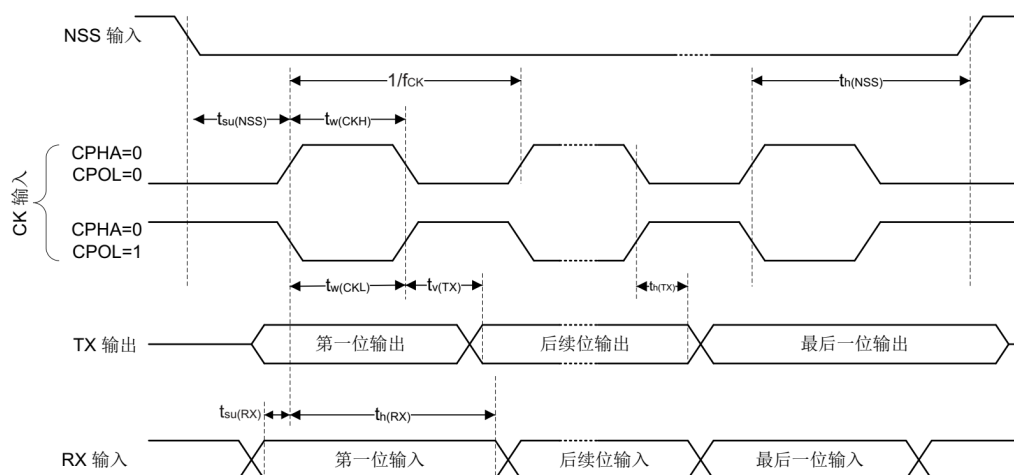 NSS 输入
1/fCK
th(NSS)
tsu(NSS)
tw(CKH)
CK 输入
CPHA=0
CPOL=0
CPHA=0
CPOL=1
tw(CKL)
tv(TX)
th(TX)
TX 输出
第一位输出
后续位输出
最后一位输出
tsu(RX)
th(RX)
RX 输入
第一位输入
后续位输入
最后一位输入